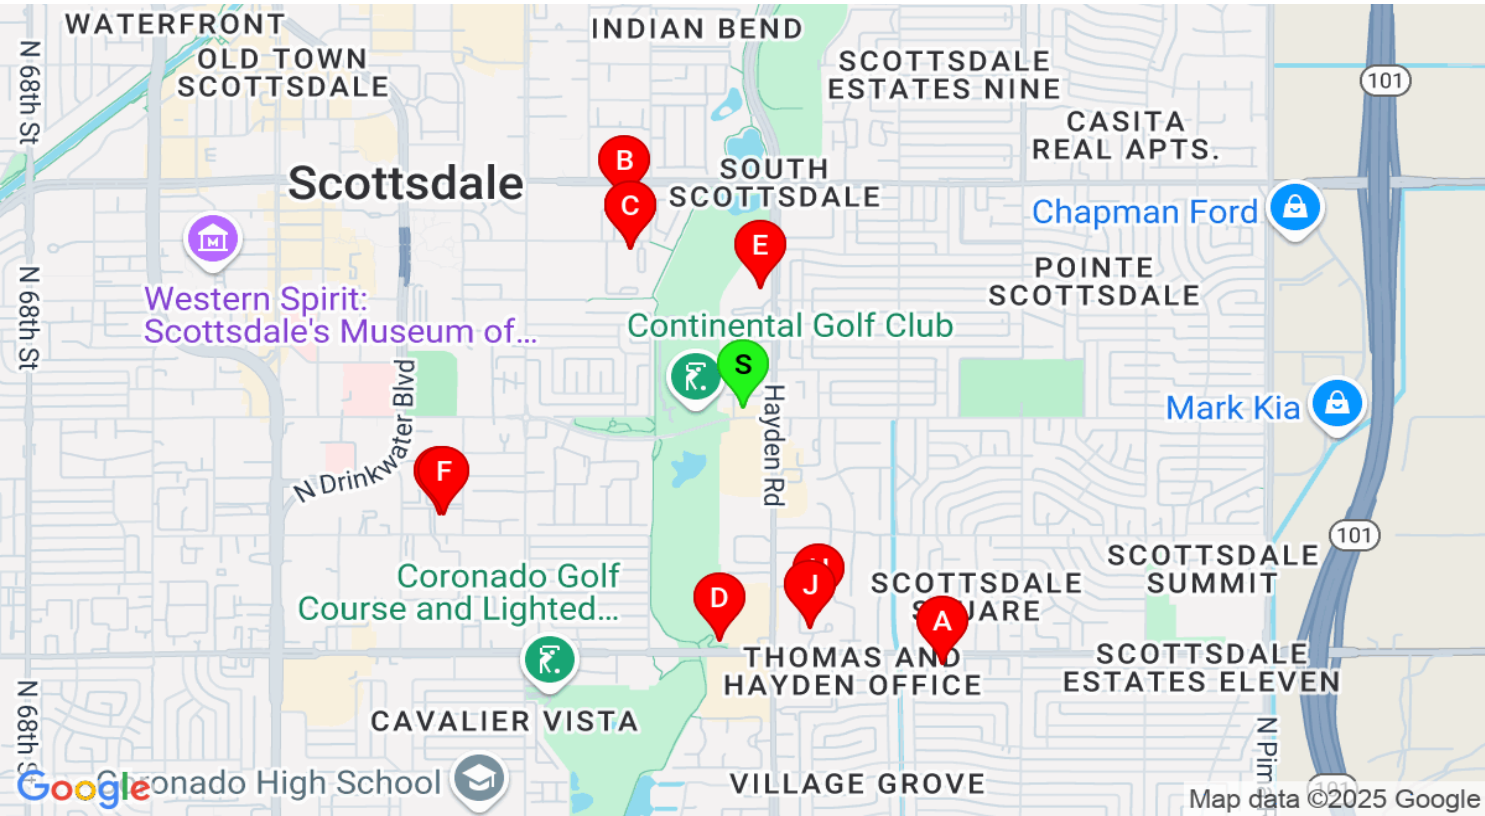 WATERFRONT
INDIAN BEND
OLD TOWN
SCOTTSDALE
SCOTTSDALE
ESTATES NINE
101
N 68th St
CASITA
REAL APTS.
B
SOUTH
SCOTTSDALE
Scottsdale
C
Chapman Ford
E
POINTE
SCOTTSDALE
N 68th St
Western Spirit:
Scottsdale's Museum of...
Continental Golf Club
S
N Drinkwater Blvd
Hayden Rd
Mark Kia
F
101
SCOTTSDALE
SUMMIT
Coronado Golf
Course and Lighted...
D
J
SCOTTSDALE
SQUARE
A
THOMAS AND
HAYDEN OFFICE
SCOTTSDALE
ESTATES ELEVEN
N 68th St
CAVALIER VISTA
Coronado High School
VILLAGE GROVE
101
Google
Map data ©2025 Google